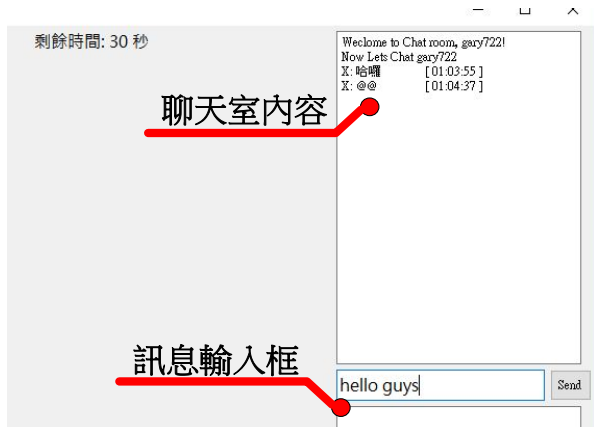 剩餘時間: 30 秒
Weclome to Chat room, gary722!
Now Lets Chat gary722
X: 哈囉 [ 01:03:55 ]
X: @@ [ 01:04:37 ]
聊天室內容
訊息輸入框
hello guys
Send